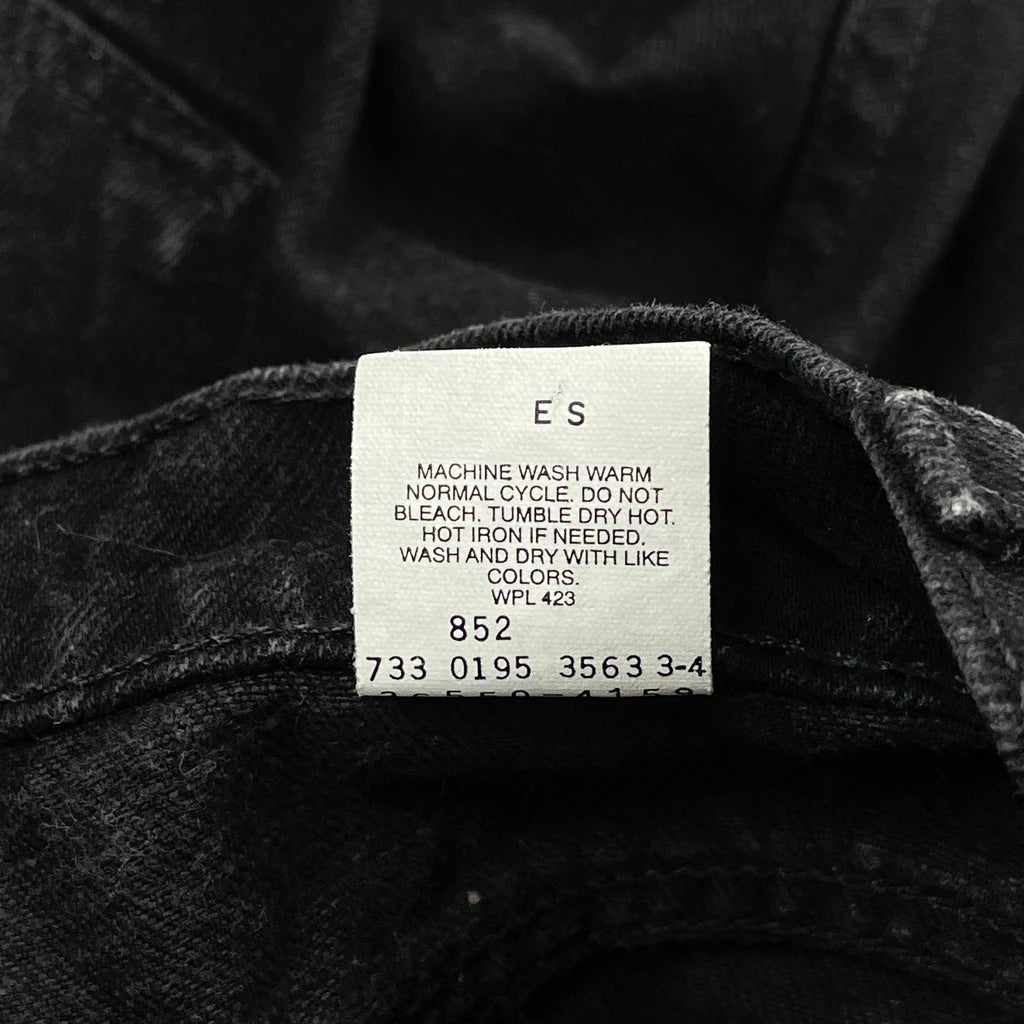 E S
MACHINE WASH WARM
NORMAL CYCLE. DO NOT
BLEACH. TUMBLE DRY HOT.
HOT IRON IF NEEDED.
WASH AND DRY WITH LIKE
COLORS.
WPL 423
852
733 0195 3563 3-4